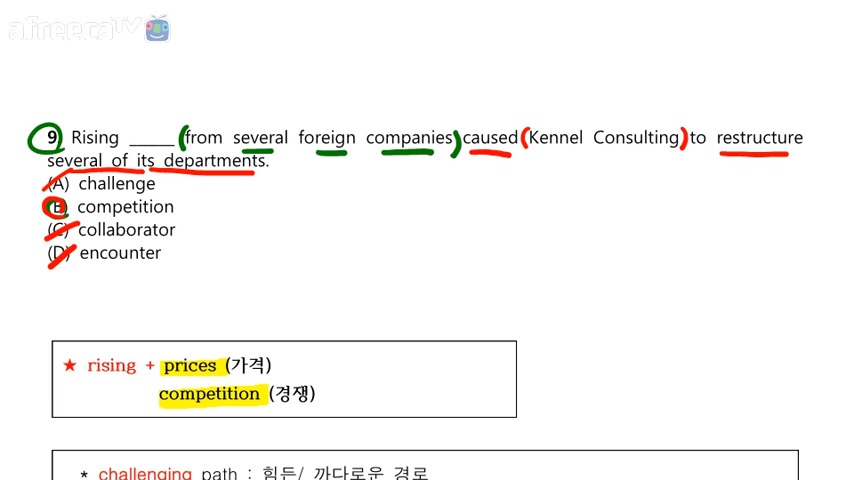 afreecaTV
9. Rising _____ from several foreign companies caused Kennel Consulting to restructure
several of its departments.
(A) challenge
(B) competition
(C) collaborator
(D) encounter
★ rising + prices (가격)
competition (경쟁)
* challenging path : 힘든/ 까다로운 경로